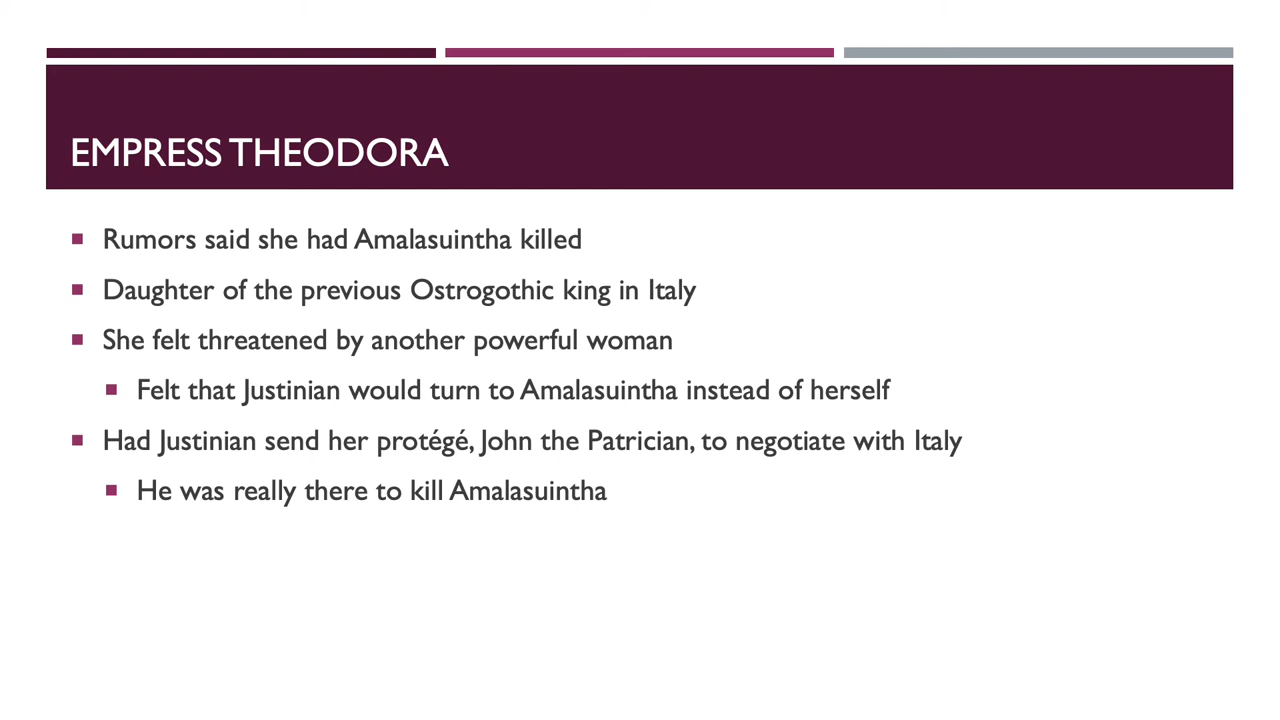 EMPRESS THEODORA
Rumors said she had Amalasuintha killed
Daughter of the previous Ostrogothic king in Italy
She felt threatened by another powerful woman
Felt that Justinian would turn to Amalasuintha instead of herself
Had Justinian send her protégé, John the Patrician, to negotiate with Italy
He was really there to kill Amalasuintha